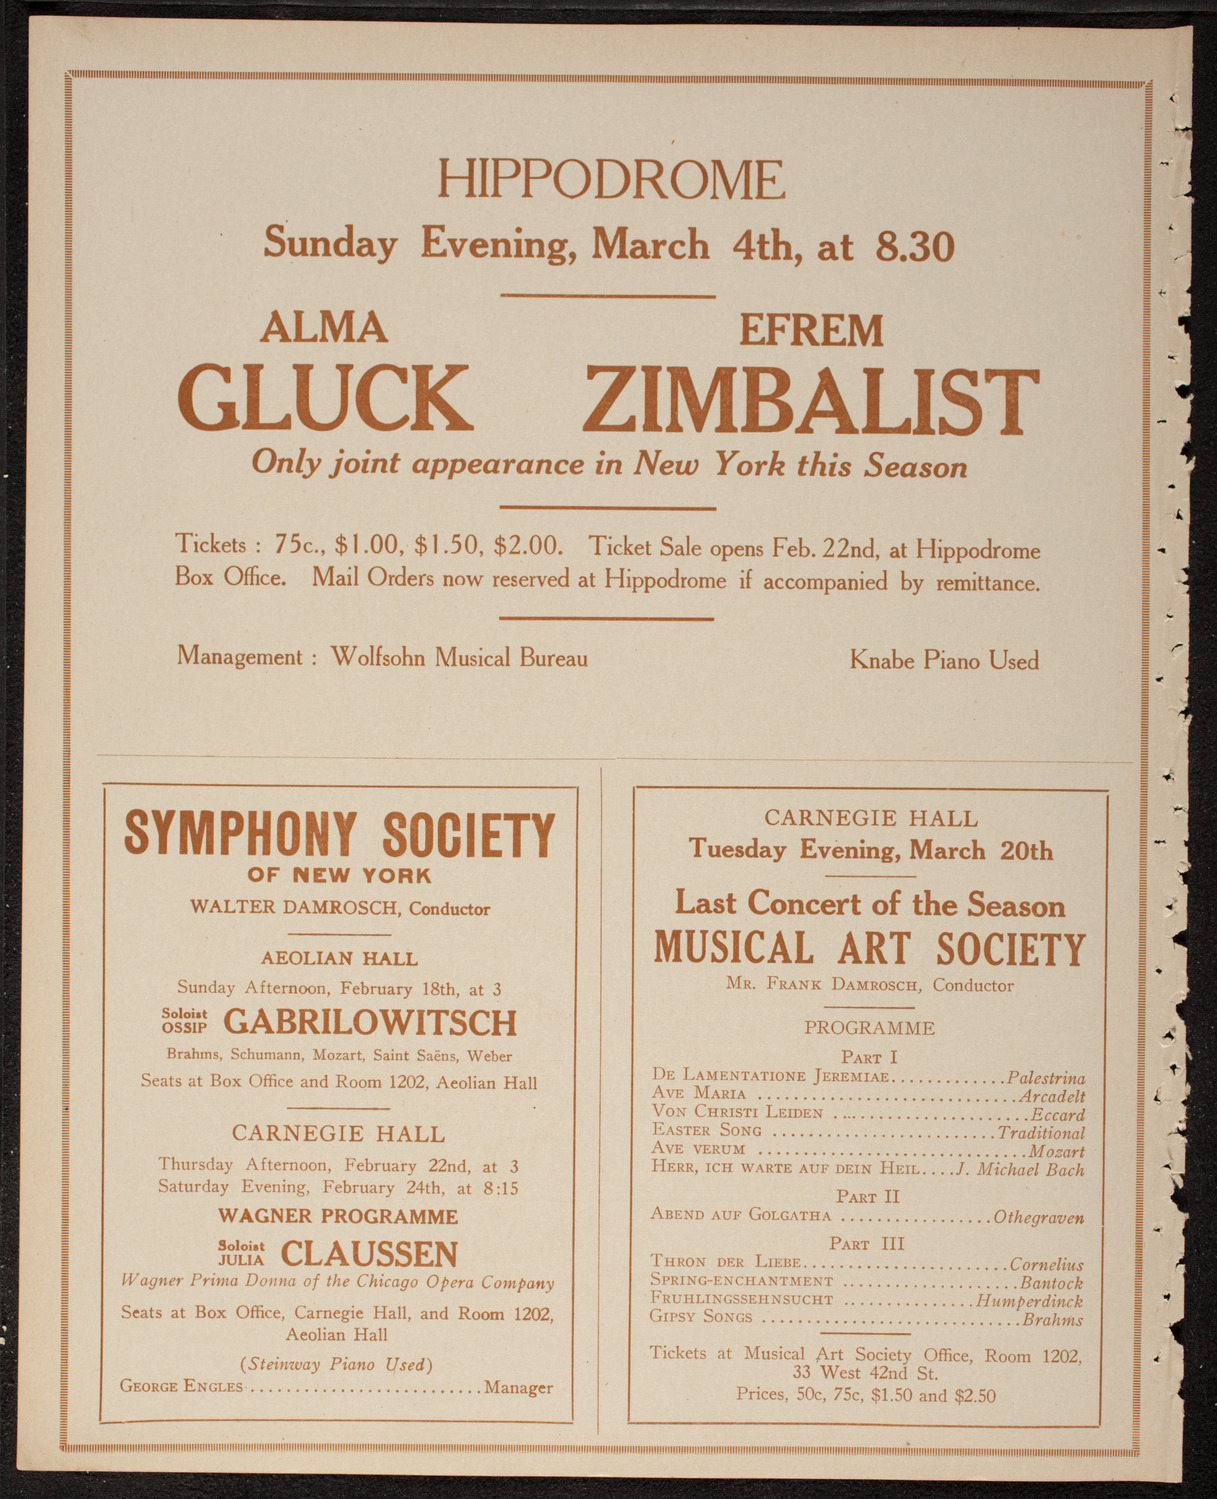 HIPPODROME
Sunday Evening, March 4th, at 8.30
ALMA GLUCK
EFREM ZIMBALIST
Only joint appearance in New York this Season
Tickets : 75c., $1.00, $1.50, $2.00. Ticket Sale opens Feb. 22nd, at Hippodrome
Box Office. Mail Orders now reserved at Hippodrome if accompanied by remittance.
Management : Wolfsohn Musical Bureau
Knabe Piano Used
SYMPHONY SOCIETY
OF NEW YORK
WALTER DAMROSCH, Conductor
AEOLIAN HALL
Sunday Afternoon, February 18th, at 3
Soloist OSSIP GABRILOWITSCH
Brahms, Schumann, Mozart, Saint Saëns, Weber
Seats at Box Office and Room 1202, Aeolian Hall
CARNEGIE HALL
Thursday Afternoon, February 22nd, at 3
Saturday Evening, February 24th, at 8:15
WAGNER PROGRAMME
Soloist JULIA CLAUSSEN
Wagner Prima Donna of the Chicago Opera Company
Seats at Box Office, Carnegie Hall, and Room 1202,
Aeolian Hall
(Steinway Piano Used)
GEORGE ENGLES..........................Manager
CARNEGIE HALL
Tuesday Evening, March 20th
Last Concert of the Season
MUSICAL ART SOCIETY
MR. FRANK DAMROSCH, Conductor
PROGRAMME
PART I
DE LAMENTATIONE JEREMIAE.............Palestrina
AVE MARIA .............................Arcadelt
VON CHRISTI LEIDEN ......................Eccard
EASTER SONG .........................Traditional
AVE VERUM ..............................Mozart
HERR, ICH WARTE AUF DEIN HEIL....J. Michael Bach
PART II
ABEND AUF GOLGATHA .................Othegraven
PART III
THRON DER LIEBE.......................Cornelius
SPRING-ENCHANTMENT ....................Bantock
FRUHLINGSSEHNSUCHT ...............Humperdinck
GIPSY SONGS .............................Brahms
Tickets at Musical Art Society Office, Room 1202,
33 West 42nd St.
Prices, 50c, 75c, $1.50 and $2.50